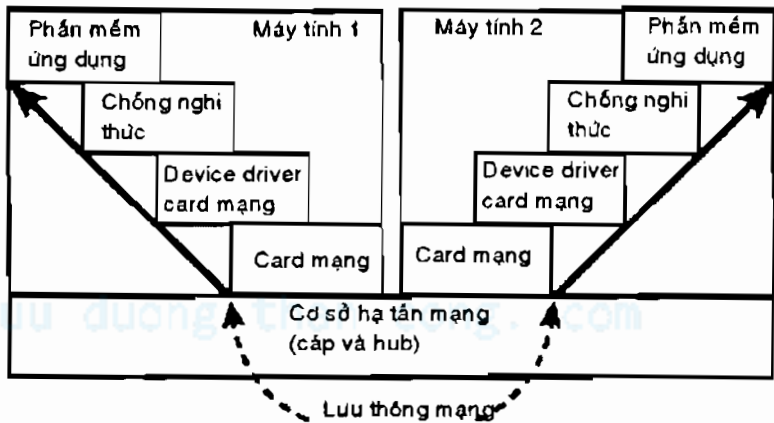 Phần mềm
ứng dụng
Máy tính 1
Chồng nghi
thức
Device driver
card mạng
Card mạng
Máy tính 2
Phần mềm
ứng dụng
Chồng nghi
thức
Device driver
card mạng
Card mạng
Cơ sở hạ tần mạng
(cáp và hub)
Lưu thông mạng